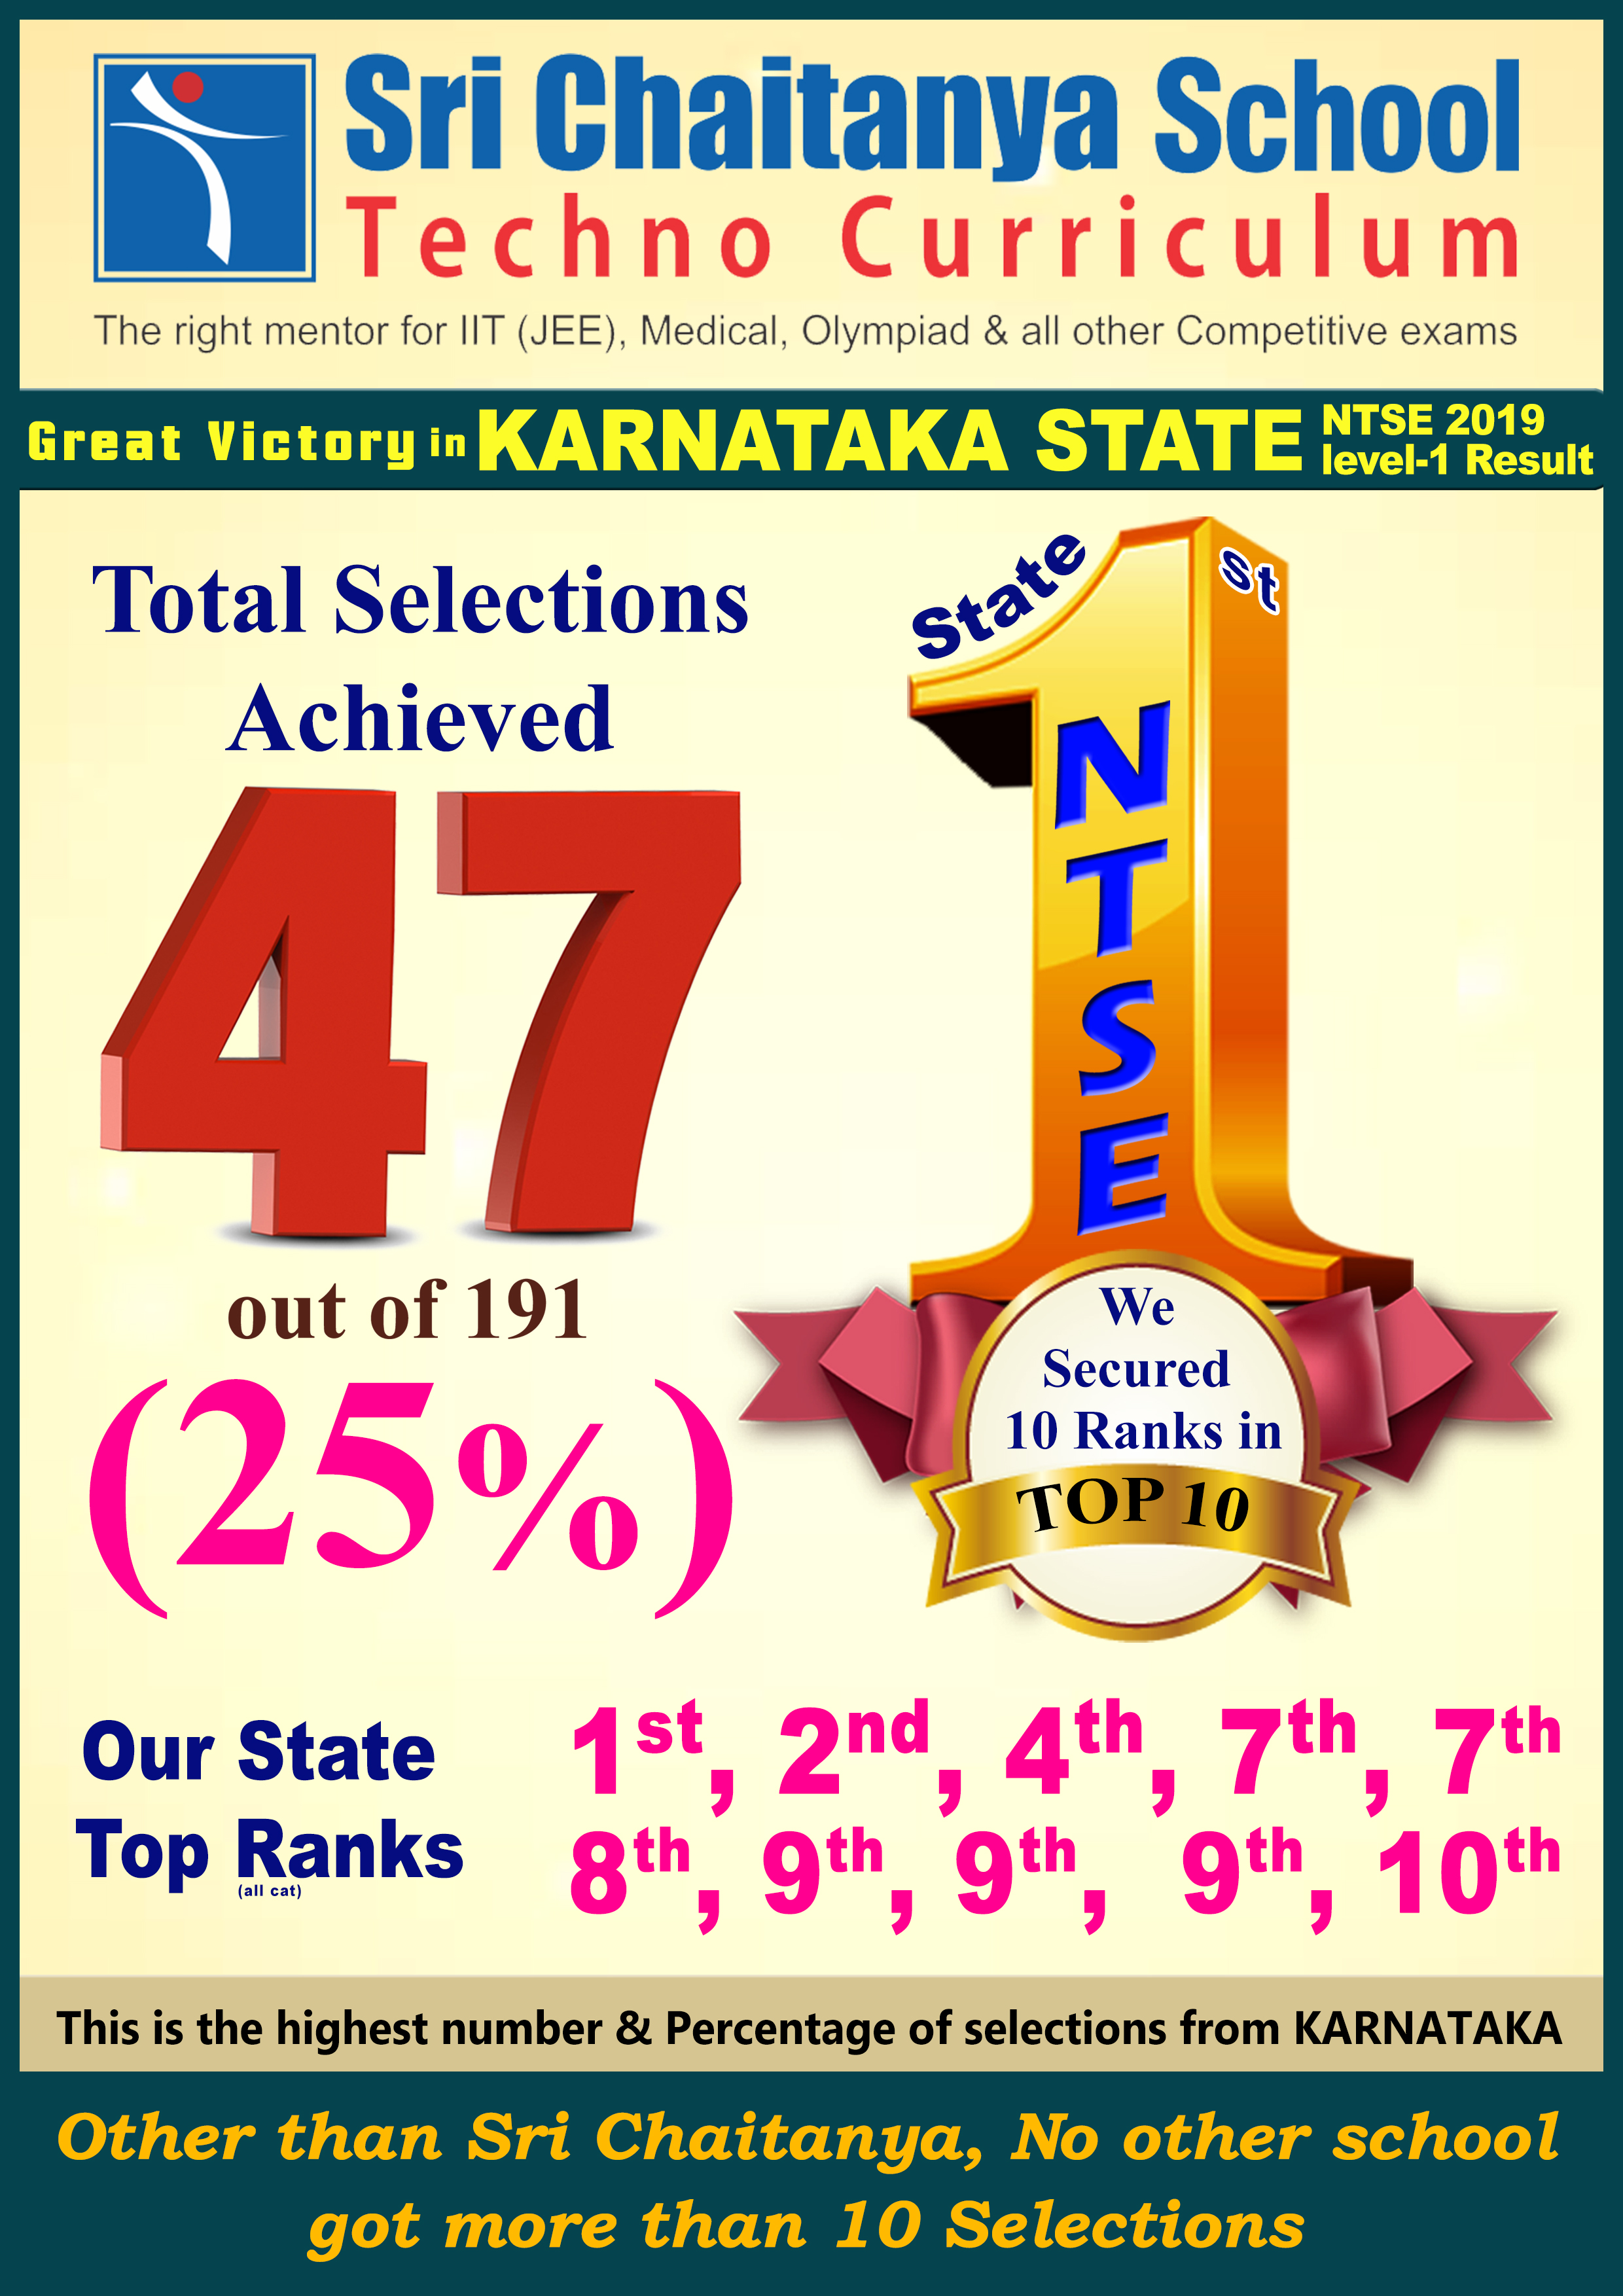 Sri Chaitanya School
Techno Curriculum
The right mentor for IIT (JEE), Medical, Olympiad & all other Competitive exams
Great Victory in KARNATAKA STATE NTSE 2019
level-1 Result
Total Selections
Achieved
47
out of 191
(25%)
State 1st
NTSE
We
Secured
10 Ranks in
TOP 10
Our State
Top Ranks
(all cat)
1st, 2nd, 4th, 7th, 7th
8th, 9th, 9th, 9th, 10th
This is the highest number & Percentage of selections from KARNATAKA
Other than Sri Chaitanya, No other school
got more than 10 Selections